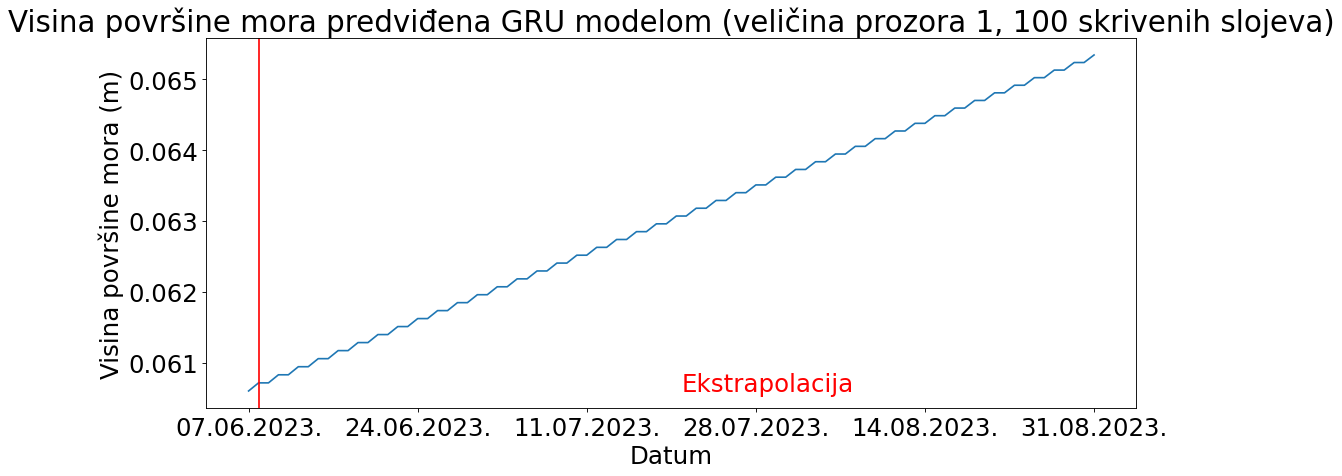 Visina površine mora predviđena GRU modelom (veličina prozora 1, 100 skrivenih slojeva)
Visina površine mora (m)
0.065
0.064
0.063
0.062
0.061
Ekstrapolacija
07.06.2023. 24.06.2023. 11.07.2023. 28.07.2023. 14.08.2023. 31.08.2023.
Datum